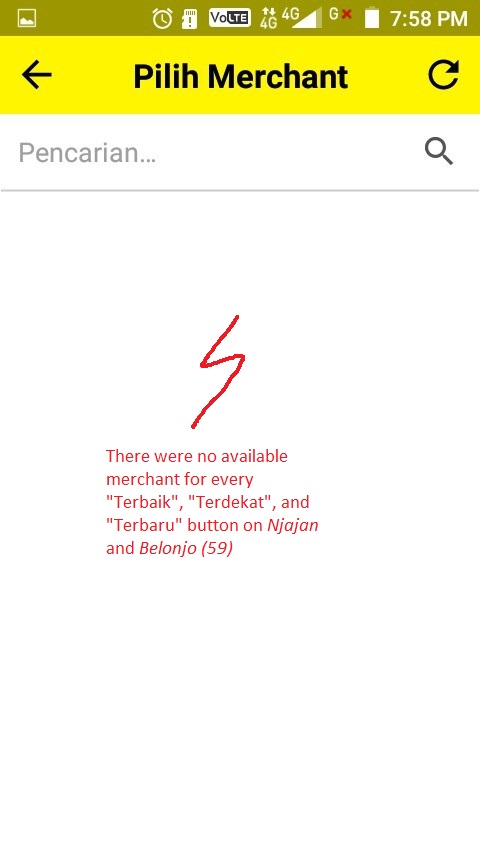 VoLTE 4G 4G G 7:58 PM
Pilih Merchant
Pencarian...
There were no available
merchant for every
"Terbaik", "Terdekat", and
"Terbaru" button on Njajan
and Belonjo (59)